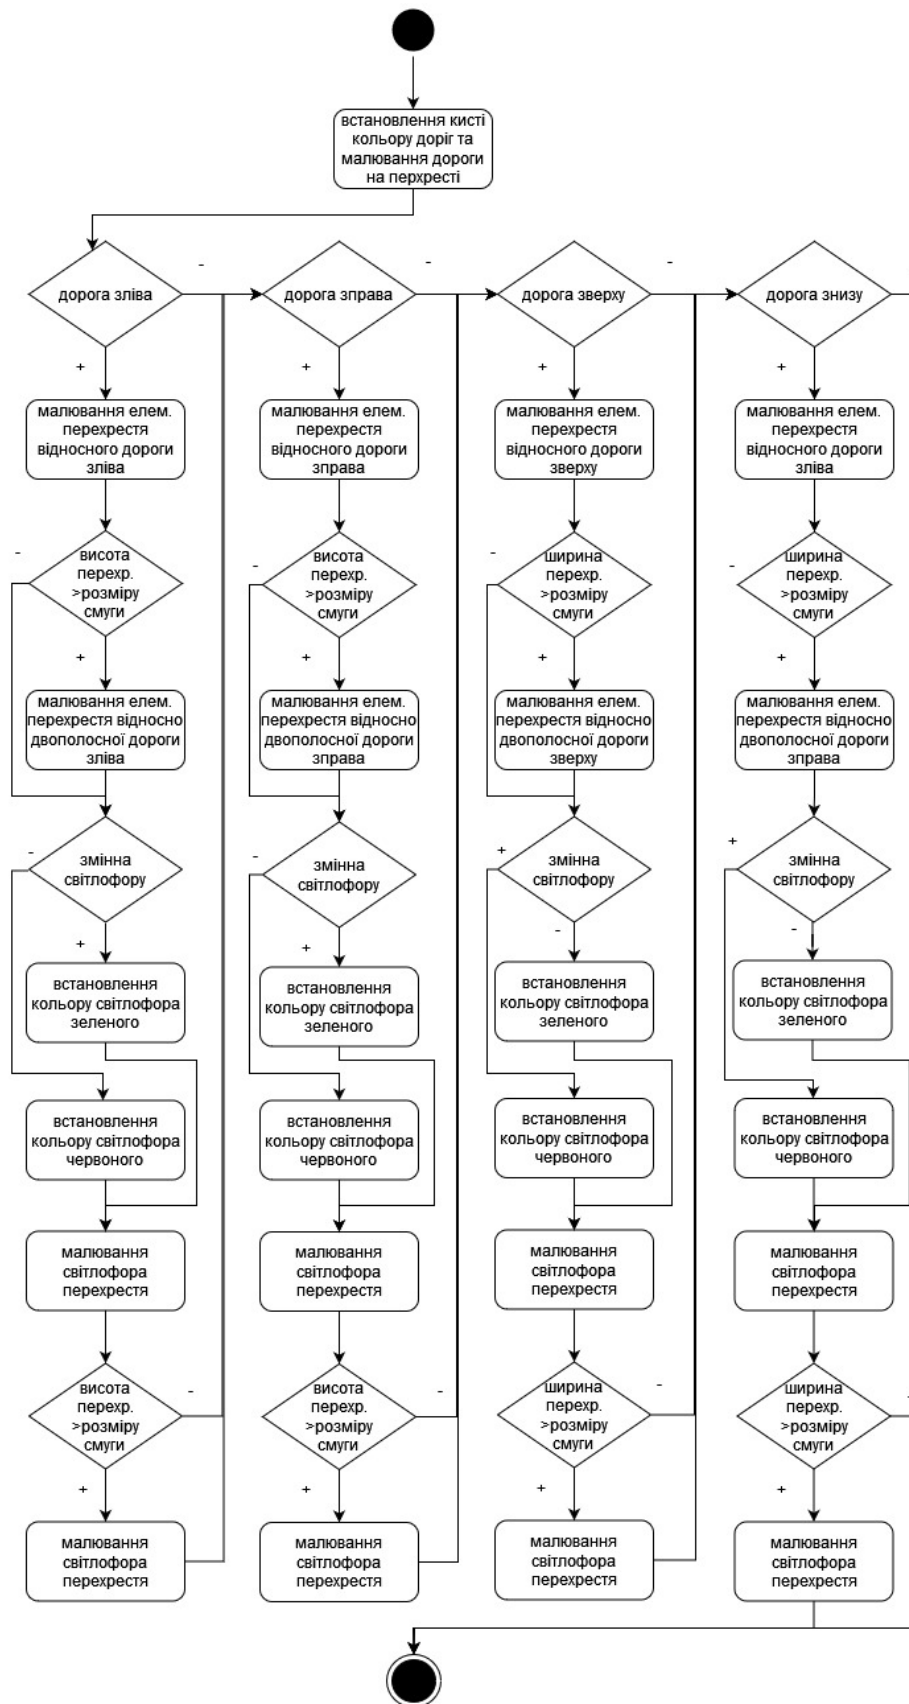 встановлення кисті
кольору доріг та
малювання дороги
на перхресті
дорога зліва
-
+
малювання елем.
перехрестя
відносного дороги
зліва
-
висота
перехр.
>розміру
смуги
+
малювання елем.
перехрестя відносно
двополосної дороги
зліва
-
змінна
світлофору
+
встановлення
кольору світлофора
зеленого
встановлення
кольору світлофора
червоного
малювання
світлофора
перехрестя
висота
перехр.
>розміру
смуги
-
+
малювання
світлофора
перехрестя
дорога зправа
-
+
малювання елем.
перехрестя
відносного дороги
зправа
-
висота
перехр.
>розміру
смуги
+
малювання елем.
перехрестя відносно
двополосної дороги
зправа
-
змінна
світлофору
+
встановлення
кольору світлофора
зеленого
встановлення
кольору світлофора
червоного
малювання
світлофора
перехрестя
висота
перехр.
>розміру
смуги
-
+
малювання
світлофора
перехрестя
дорога зверху
-
+
малювання елем.
перехрестя
відносного дороги
зверху
-
ширина
перехр.
>розміру
смуги
+
малювання елем.
перехрестя відносно
двополосної дороги
зверху
+
змінна
світлофору
-
встановлення
кольору світлофора
зеленого
встановлення
кольору світлофора
червоного
малювання
світлофора
перехрестя
ширина
перехр.
>розміру
смуги
-
+
малювання
світлофора
перехрестя
дорога знизу
-
+
малювання елем.
перехрестя
відносного дороги
зліва
-
ширина
перехр.
>розміру
смуги
+
малювання елем.
перехрестя відносно
двополосної дороги
зправа
+
змінна
світлофору
-
встановлення
кольору світлофора
зеленого
встановлення
кольору світлофора
червоного
малювання
світлофора
перехрестя
ширина
перехр.
>розміру
смуги
-
+
малювання
світлофора
перехрестя